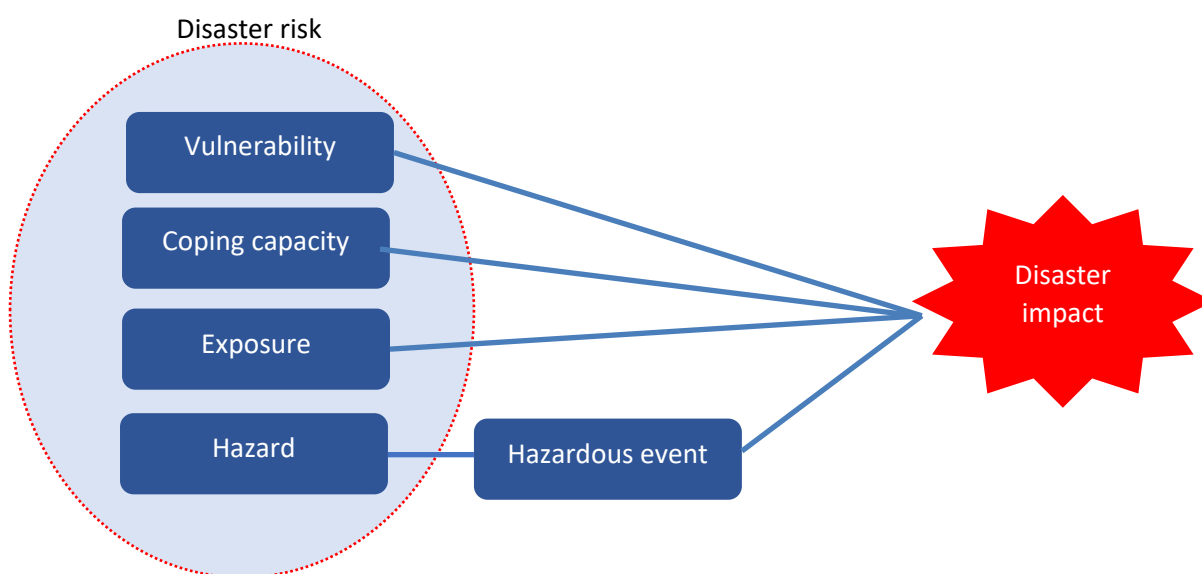 Disaster risk
Vulnerability
Coping capacity
Exposure
Hazard
Hazardous event
Disaster
impact